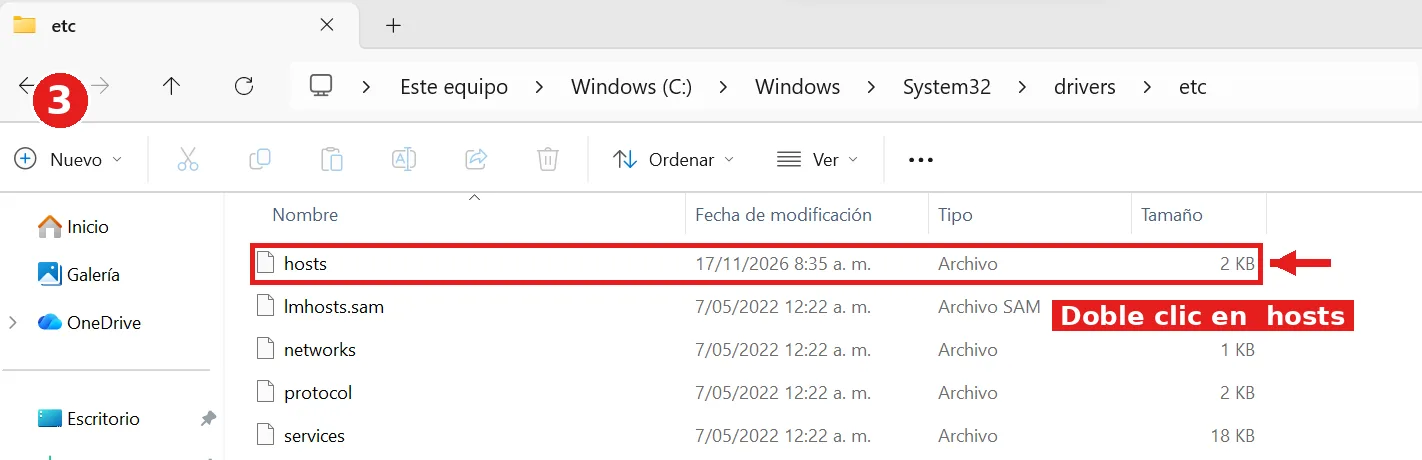 etc
3
Este equipo > Windows (C:) > Windows > System32 > drivers > etc
Nuevo Ordenar Ver
Inicio
Galería
OneDrive
Escritorio
Nombre Fecha de modificación Tipo Tamaño
hosts 17/11/2026 8:35 a. m. Archivo 2 KB
lmhosts.sam 7/05/2022 12:22 a. m. Archivo SAM
Doble clic en hosts
networks 7/05/2022 12:22 a. m. Archivo 1 KB
protocol 7/05/2022 12:22 a. m. Archivo 2 KB
services 7/05/2022 12:22 a. m. Archivo 18 KB